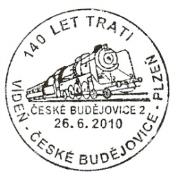 140 LET TRATI
VÍDEŇ - ČESKÉ BUDĚJOVICE - PLZEŇ
ČESKÉ BUDĚJOVICE 2
26. 6. 2010